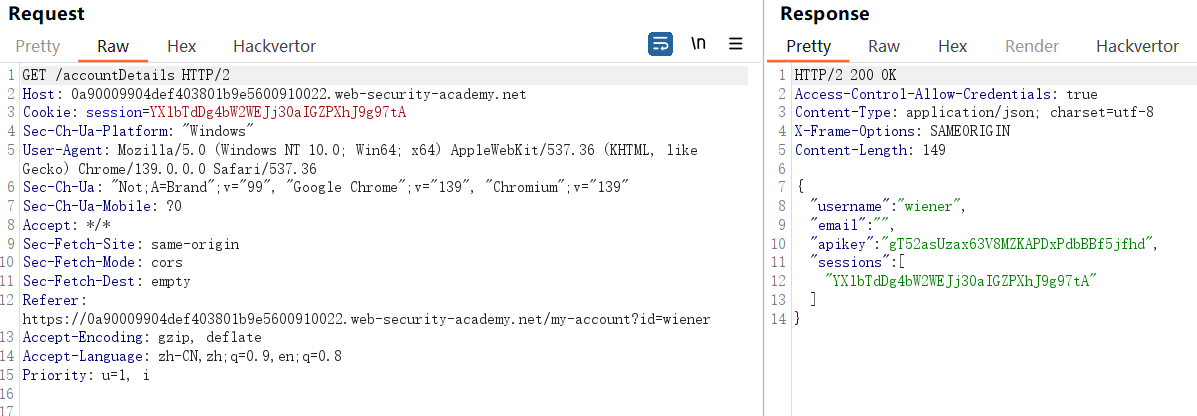 Request
Pretty Raw Hex Hackvertor \n
1 GET /accountDetails HTTP/2
2 Host: 0a90009904def403801b9e5600910022.web-security-academy.net
3 Cookie: session=YXlbTdDg4bW2WEJj30aIGZPXhJ9g97tA
4 Sec-Ch-Ua-Platform: "Windows"
5 User-Agent: Mozilla/5.0 (Windows NT 10.0; Win64; x64) AppleWebKit/537.36 (KHTML, like
Gecko) Chrome/139.0.0.0 Safari/537.36
6 Sec-Ch-Ua: "Not;A=Brand";v="99", "Google Chrome";v="139", "Chromium";v="139"
7 Sec-Ch-Ua-Mobile: ?0
8 Accept: */*
9 Sec-Fetch-Site: same-origin
10 Sec-Fetch-Mode: cors
11 Sec-Fetch-Dest: empty
12 Referer:
https://0a90009904def403801b9e5600910022.web-security-academy.net/my-account?id=wiener
13 Accept-Encoding: gzip, deflate
14 Accept-Language: zh-CN,zh;q=0.9,en;q=0.8
15 Priority: u=1, i
16
17
Response
Pretty Raw Hex Render Hackvertor
1 HTTP/2 200 OK
2 Access-Control-Allow-Credentials: true
3 Content-Type: application/json; charset=utf-8
4 X-Frame-Options: SAMEORIGIN
5 Content-Length: 149
6
7 {
8 "username":"wiener",
9 "email":"",
10 "apikey":"gT52asUzax63V8MZKAPDxPdbBBf5jfhd",
11 "sessions":[
12 "YXlbTdDg4bW2WEJj30aIGZPXhJ9g97tA"
13 ]
14 }